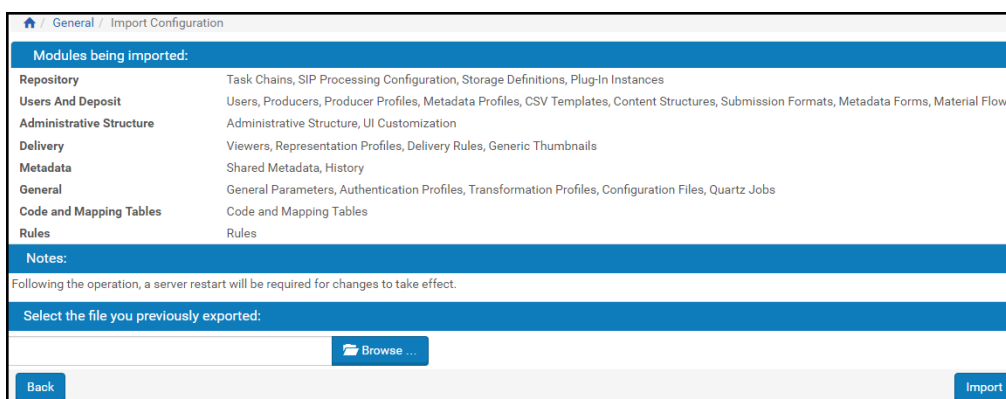 / General / Import Configuration
Modules being imported:
Repository Task Chains, SIP Processing Configuration, Storage Definitions, Plug-In Instances
Users And Deposit Users, Producers, Producer Profiles, Metadata Profiles, CSV Templates, Content Structures, Submission Formats, Metadata Forms, Material Flow
Administrative Structure Administrative Structure, UI Customization
Delivery Viewers, Representation Profiles, Delivery Rules, Generic Thumbnails
Metadata Shared Metadata, History
General General Parameters, Authentication Profiles, Transformation Profiles, Configuration Files, Quartz Jobs
Code and Mapping Tables Code and Mapping Tables
Rules Rules
Notes:
Following the operation, a server restart will be required for changes to take effect.
Select the file you previously exported:
Browse ...
Back Import